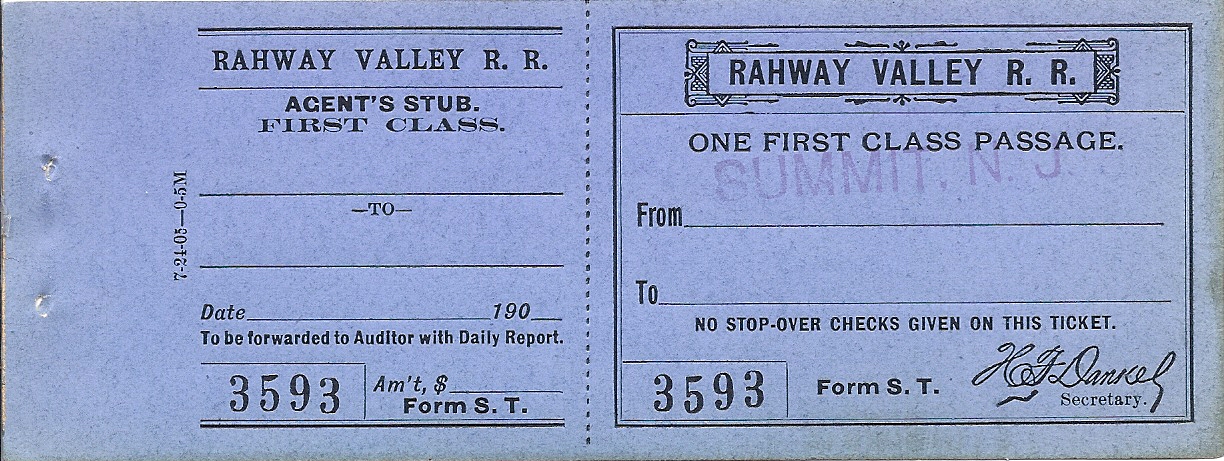 RAHWAY VALLEY R. R.
AGENT'S STUB.
FIRST CLASS.
—TO—
7-24-05—0-5M
Date 190
To be forwarded to Auditor with Daily Report.
3593
Am't, $
Form S. T.
RAHWAY VALLEY R. R.
ONE FIRST CLASS PASSAGE.
SUMMIT, N. J.
From
To
NO STOP-OVER CHECKS GIVEN ON THIS TICKET.
3593
Form S. T.
H F Dankel
Secretary.